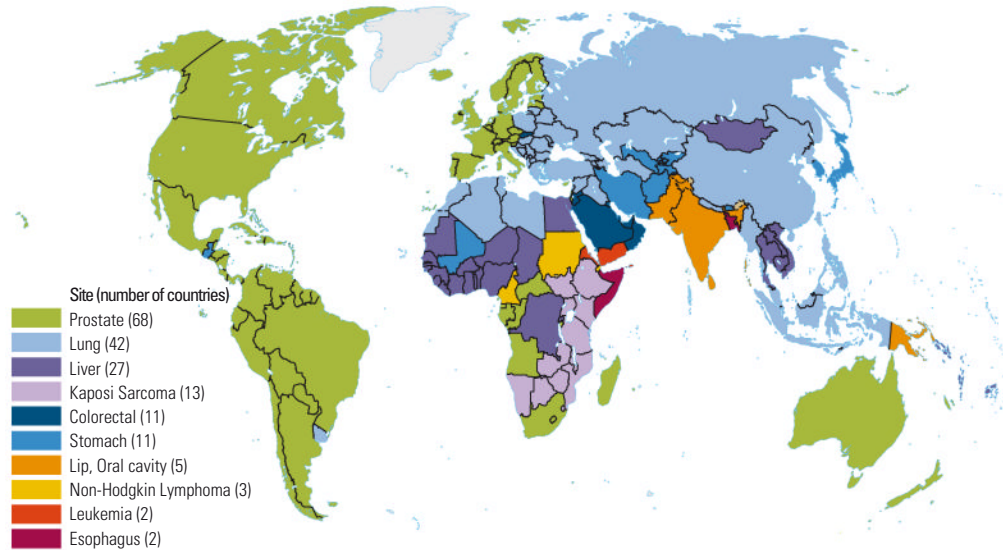 Site (number of countries)
Prostate (68)
Lung (42)
Liver (27)
Kaposi Sarcoma (13)
Colorectal (11)
Stomach (11)
Lip, Oral cavity (5)
Non-Hodgkin Lymphoma (3)
Leukemia (2)
Esophagus (2)